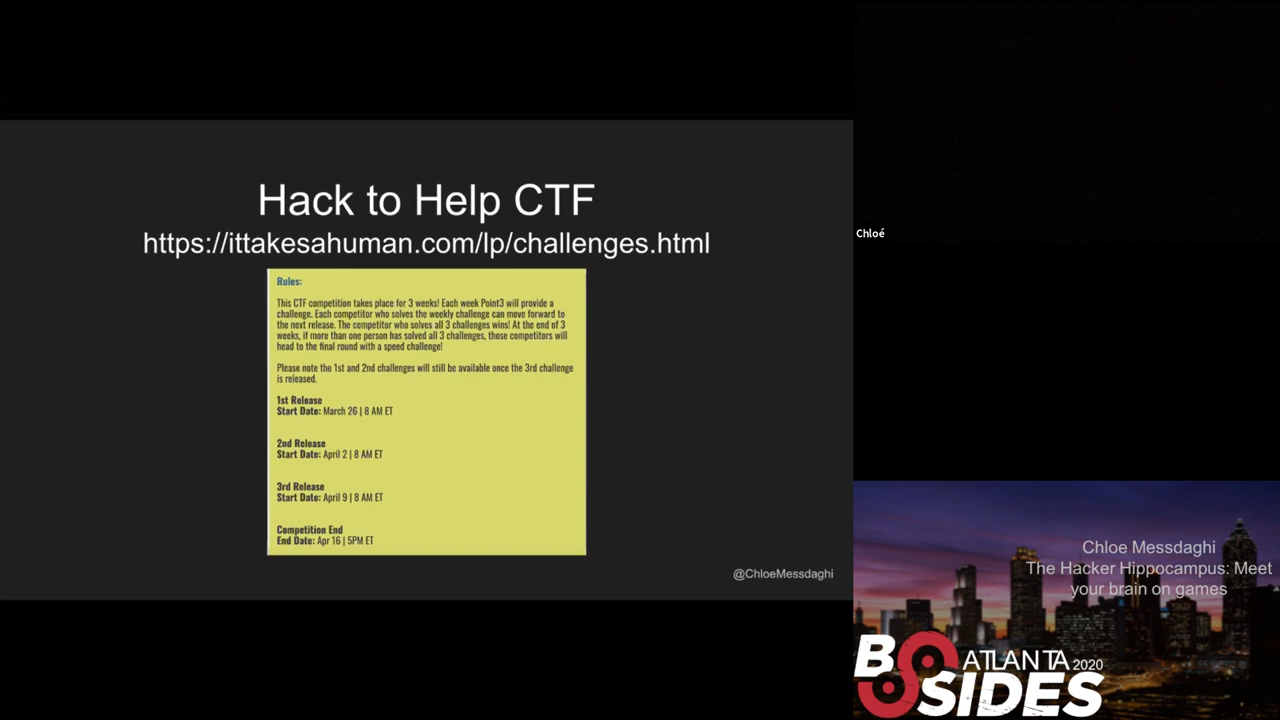 Hack to Help CTF
https://ittakesahuman.com/lp/challenges.html
Rules:
This CTF competition takes place for 3 weeks! Each week Point3 will provide a
challenge. Each competitor who solves the weekly challenge can move forward to
the next release. The competitor who solves all 3 challenges wins! At the end of 3
weeks, if more than one person has solved all 3 challenges, those competitors will
head to the final round with a speed challenge!
Please note the 1st and 2nd challenges will still be available once the 3rd challenge
is released.
1st Release
Start Date: March 26 | 8 AM ET
2nd Release
Start Date: April 2 | 8 AM ET
3rd Release
Start Date: April 9 | 8 AM ET
Competition End
End Date: Apr 16 | 5PM ET
@ChloeMessdaghi
Chloé
Chloe Messdaghi
The Hacker Hippocampus: Meet
your brain on games
B SIDES
ATLANTA 2020